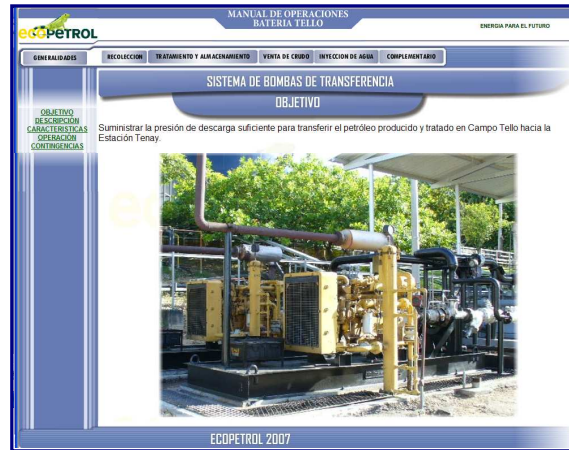 MANUAL DE OPERACIONES
BATERIA TELLO
ecoPETROL
ENERGIA PARA EL FUTURO
GENERALIDADES
RECOLECCION TRATAMIENTO Y ALMACENAMIENTO VENTA DE CRUDO INYECCION DE AGUA COMPLEMENTARIO
SISTEMA DE BOMBAS DE TRANSFERENCIA
OBJETIVO
OBJETIVO
DESCRIPCIÓN
CARACTERISTICAS
OPERACIÓN
CONTINGENCIAS
Suministrar la presión de descarga suficiente para transferir el petróleo producido y tratado en Campo Tello hacia la
Estación Tenay.
ECOPETROL 2007